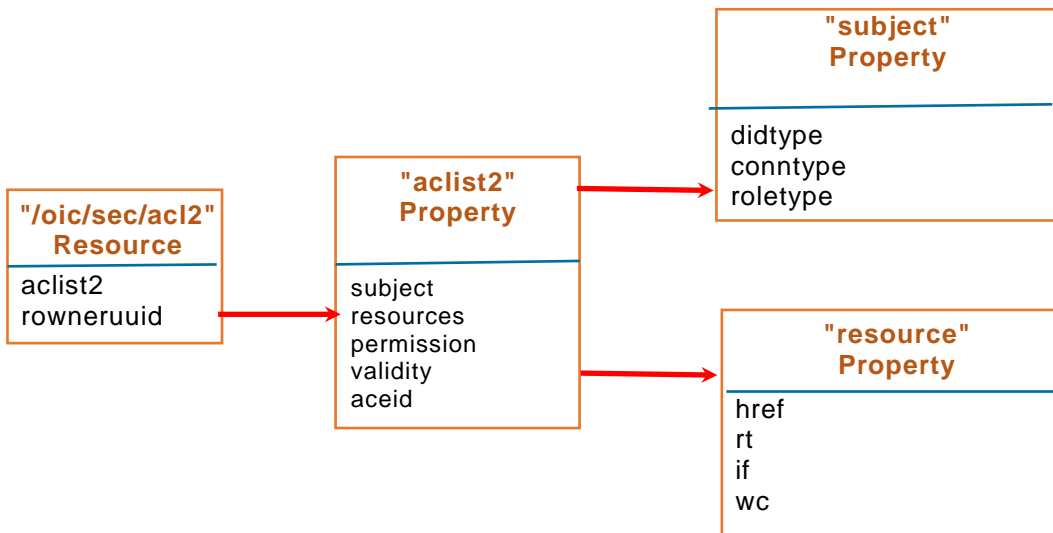 "/oic/sec/acl2"
Resource
aclist2
rowneruuid
"aclist2"
Property
subject
resources
permission
validity
aceid
"subject"
Property
didtype
conntype
roletype
"resource"
Property
href
rt
if
wc